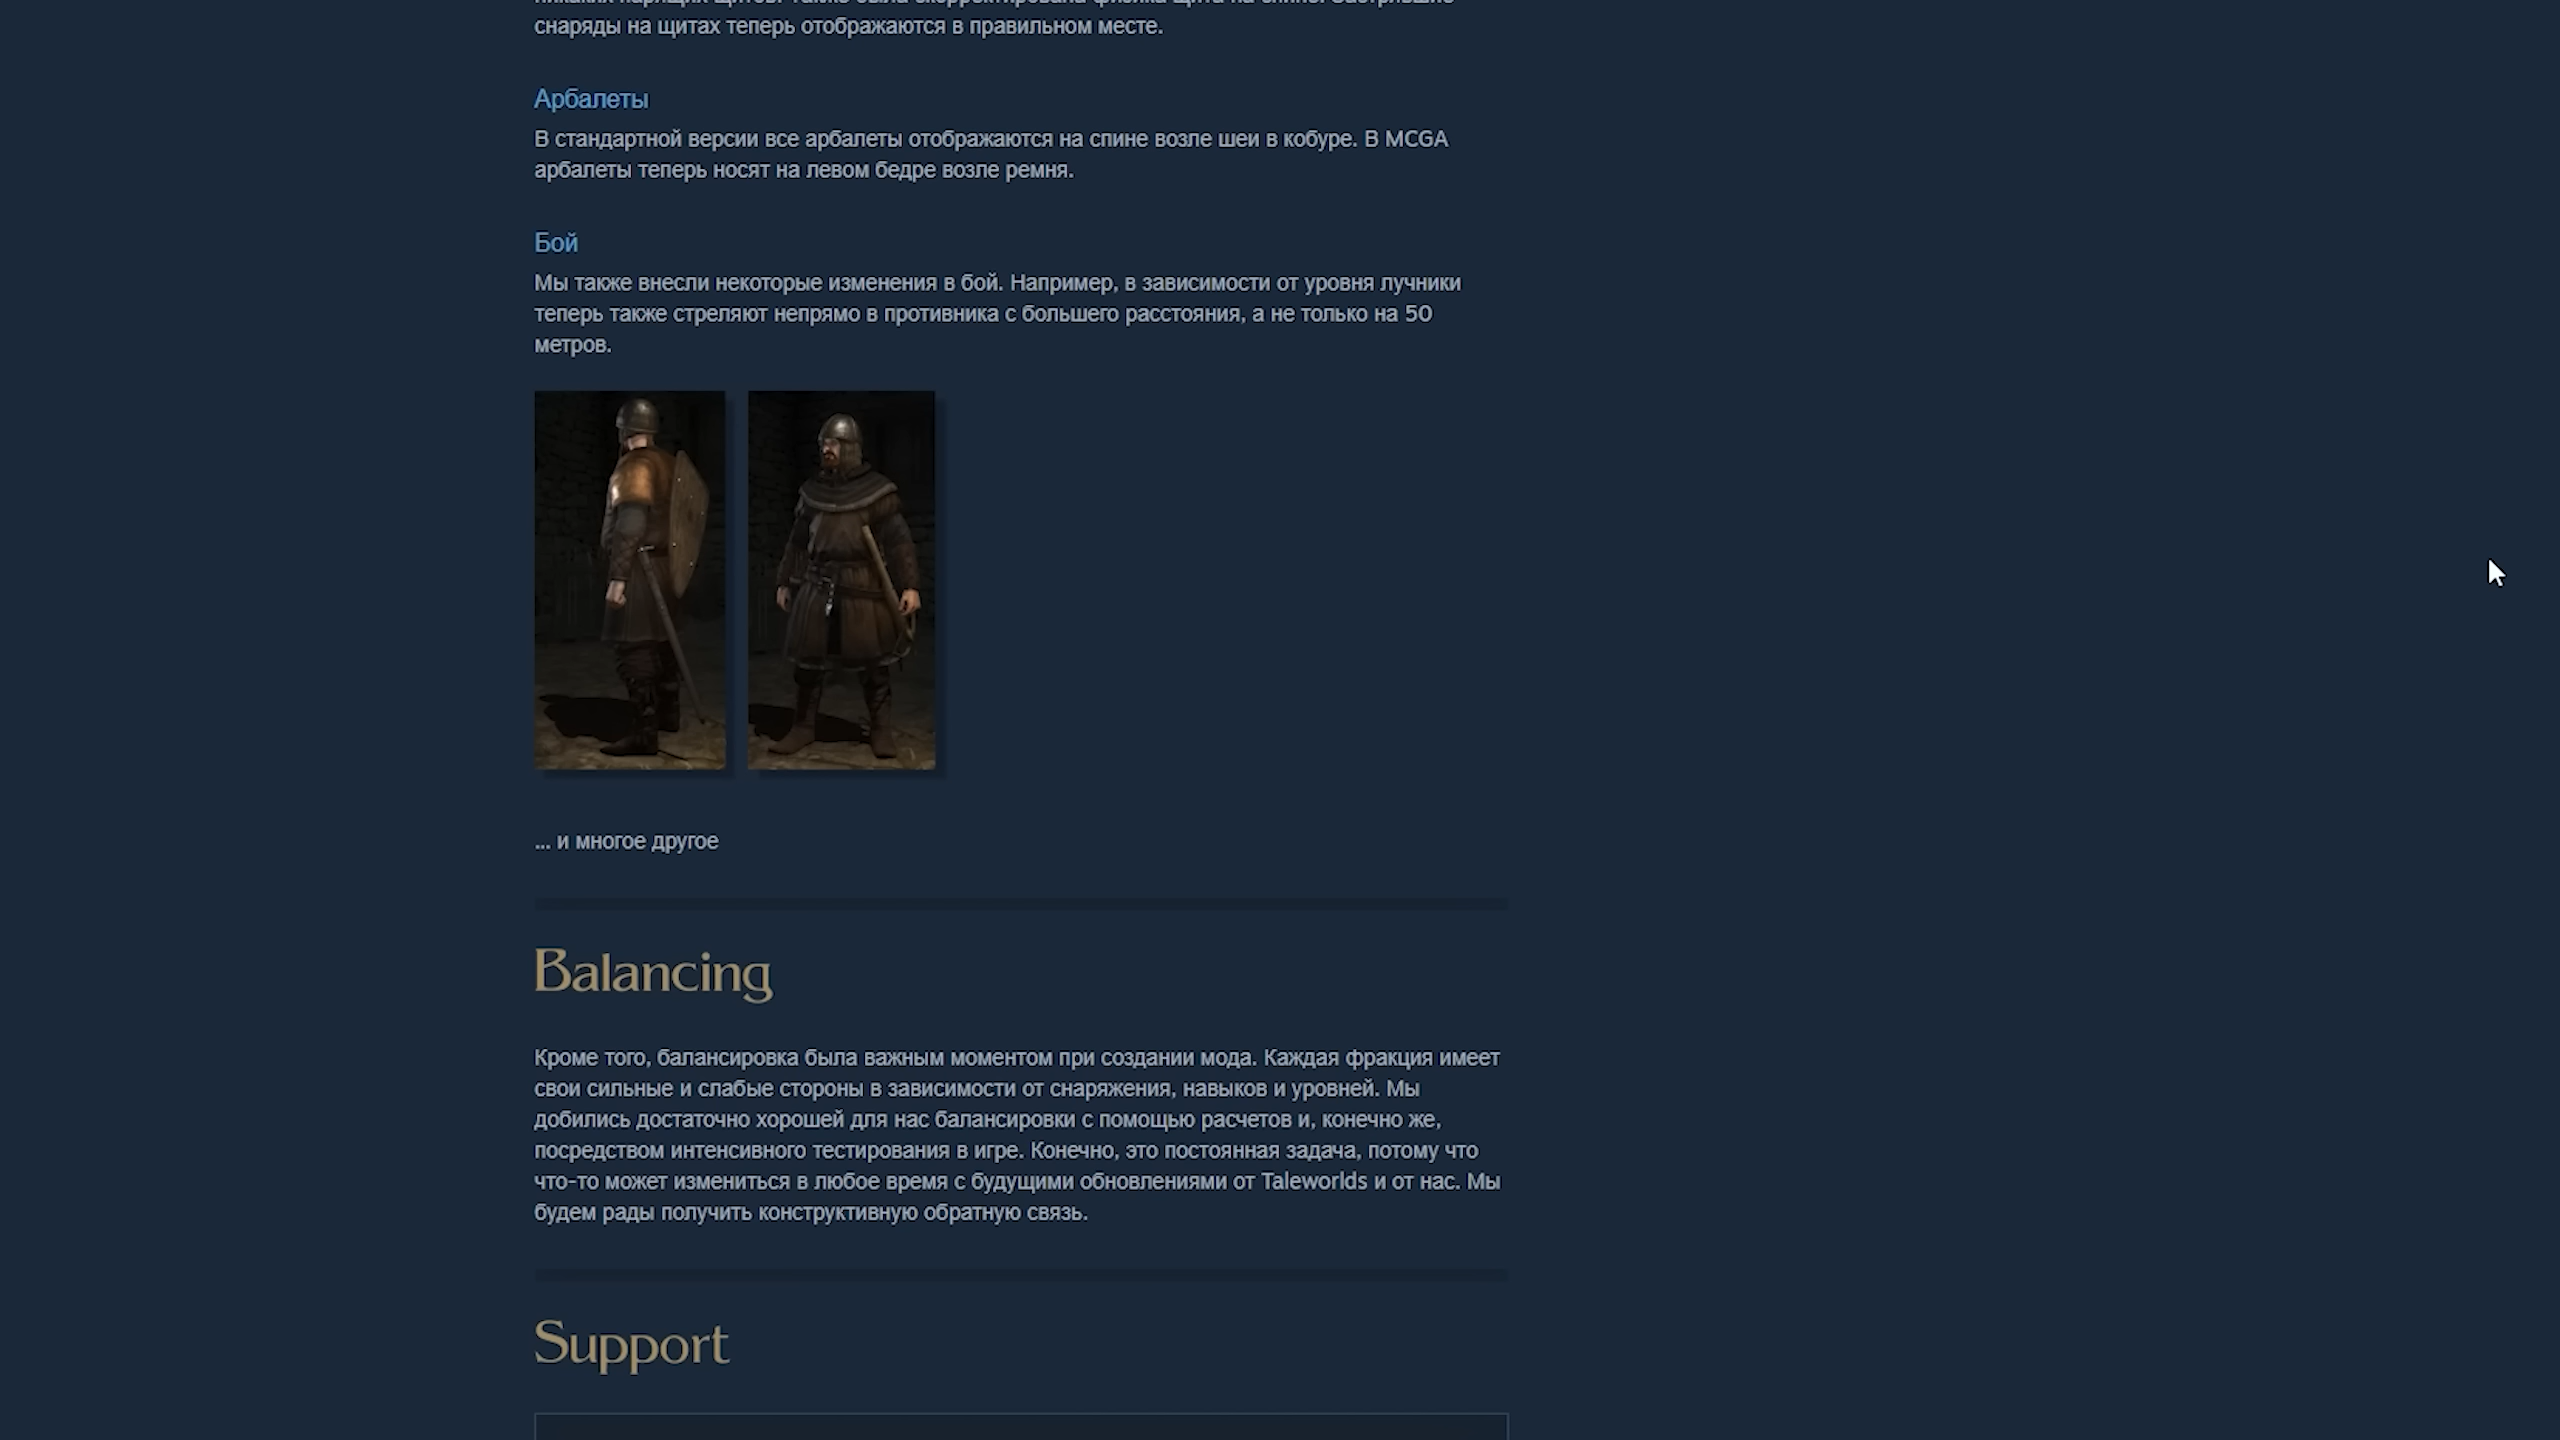 снаряды на щитах теперь отображаются в правильном месте.
Арбалеты
В стандартной версии все арбалеты отображаются на спине возле шеи в кобуре. В MCGA
арбалеты теперь носят на левом бедре возле ремня.
Бой
Мы также внесли некоторые изменения в бой. Например, в зависимости от уровня лучники
теперь также стреляют непрямо в противника с большего расстояния, а не только на 50
метров.
... и многое другое
Balancing
Кроме того, балансировка была важным моментом при создании мода. Каждая фракция имеет
свои сильные и слабые стороны в зависимости от снаряжения, навыков и уровней. Мы
добились достаточно хорошей для нас балансировки с помощью расчетов и, конечно же,
посредством интенсивного тестирования в игре. Конечно, это постоянная задача, потому что
что-то может измениться в любое время с будущими обновлениями от Taleworlds и от нас. Мы
будем рады получить конструктивную обратную связь.
Support